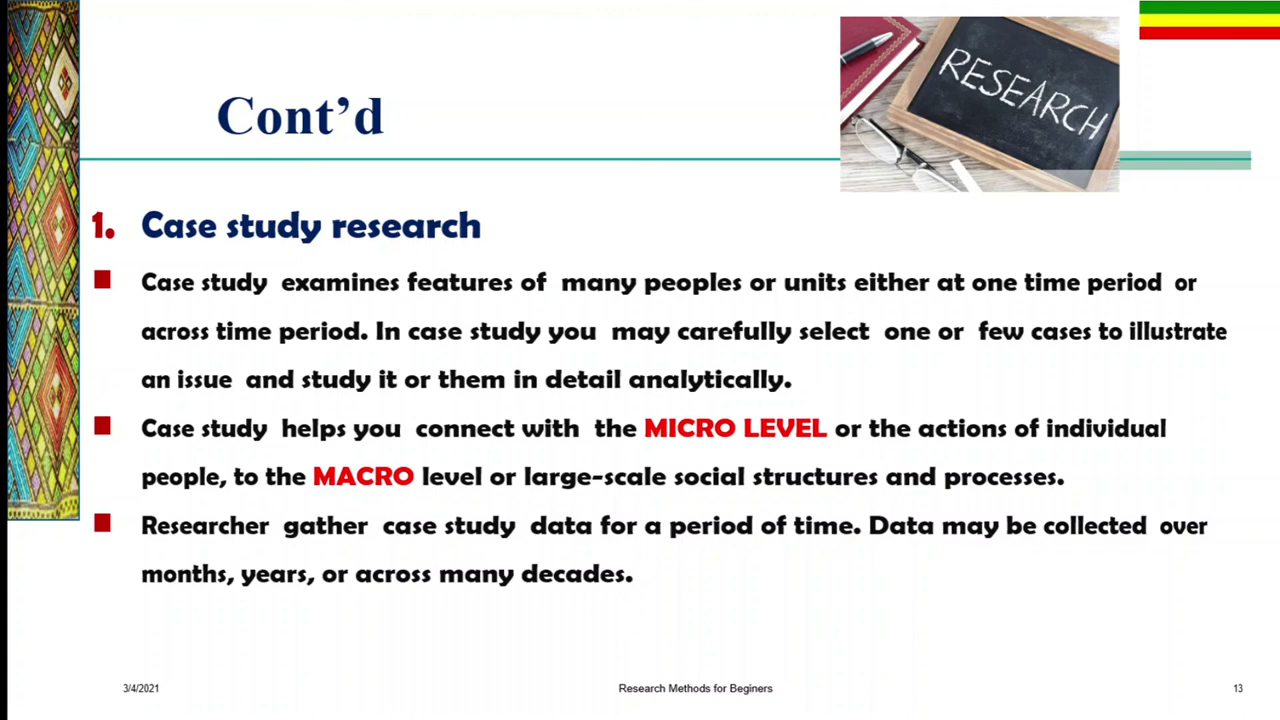 RESEARCH
Cont’d
1. Case study research
Case study examines features of many peoples or units either at one time period or
across time period. In case study you may carefully select one or few cases to illustrate
an issue and study it or them in detail analytically.
Case study helps you connect with the MICRO LEVEL or the actions of individual
people, to the MACRO level or large-scale social structures and processes.
Researcher gather case study data for a period of time. Data may be collected over
months, years, or across many decades.
3/4/2021
Research Methods for Beginers
13